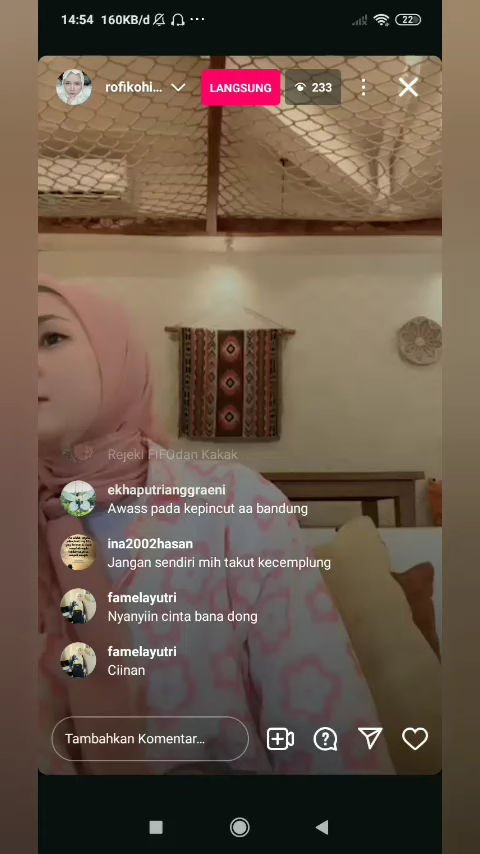 14:54 160KB/d ...
22
rofikohi...
LANGSUNG
233
Rejeki FIFOdan Kakak
ekhaputrianggraeni
Awass pada kepincut aa bandung
ina2002hasan
Jangan sendiri mih takut kecemplung
famelayutri
Nyanyiin cinta bana dong
famelayutri
Ciinan
Tambahkan Komentar...